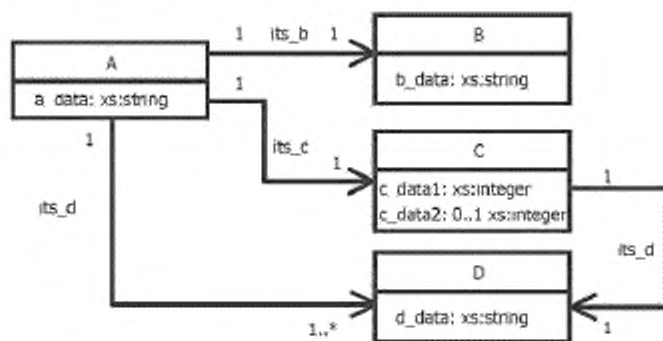 1 its_b 1
B
A
b_data: xs:string
a_data: xs:string
1
1
its_c
1
C
1
c_data1: xs:integer
c_data2: 0..1 xs:integer
its_d
its_d
D
d_data: xs:string
1..*
1